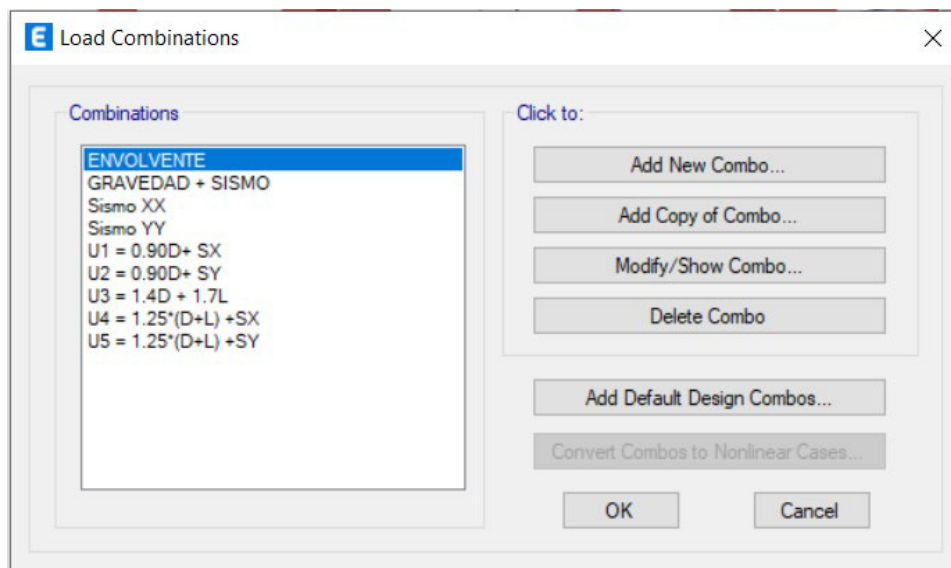 E Load Combinations
Combinations
ENVOLVENTE
GRAVEDAD + SISMO
Sismo XX
Sismo YY
U1 = 0.90D+ SX
U2 = 0.90D+ SY
U3 = 1.4D + 1.7L
U4 = 1.25*(D+L) +SX
U5 = 1.25*(D+L) +SY
Click to:
Add New Combo...
Add Copy of Combo...
Modify/Show Combo...
Delete Combo
Add Default Design Combos...
Convert Combos to Nonlinear Cases...
OK
Cancel